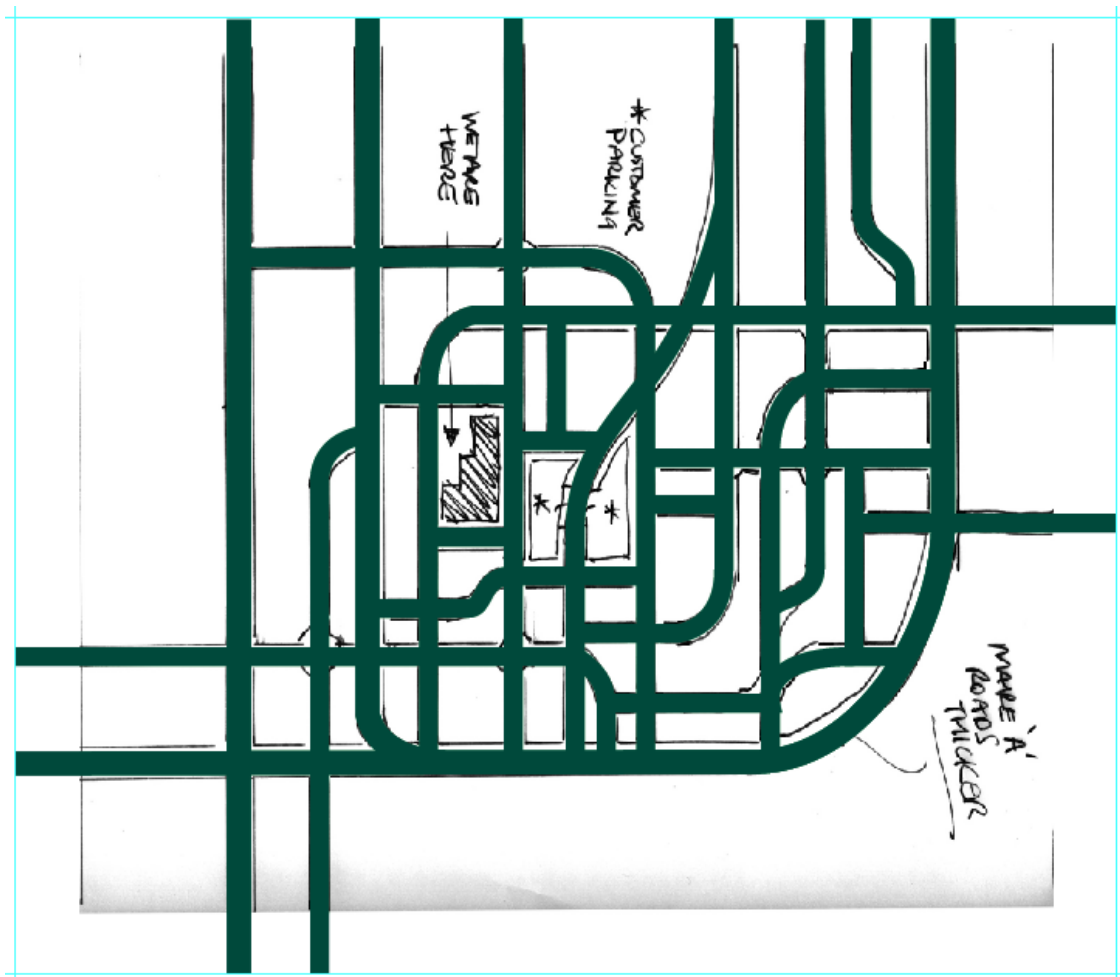 WE ARE
HERE
*CUSTOMER
PARKING
* *
MAKE 'A'
ROADS
THICKER